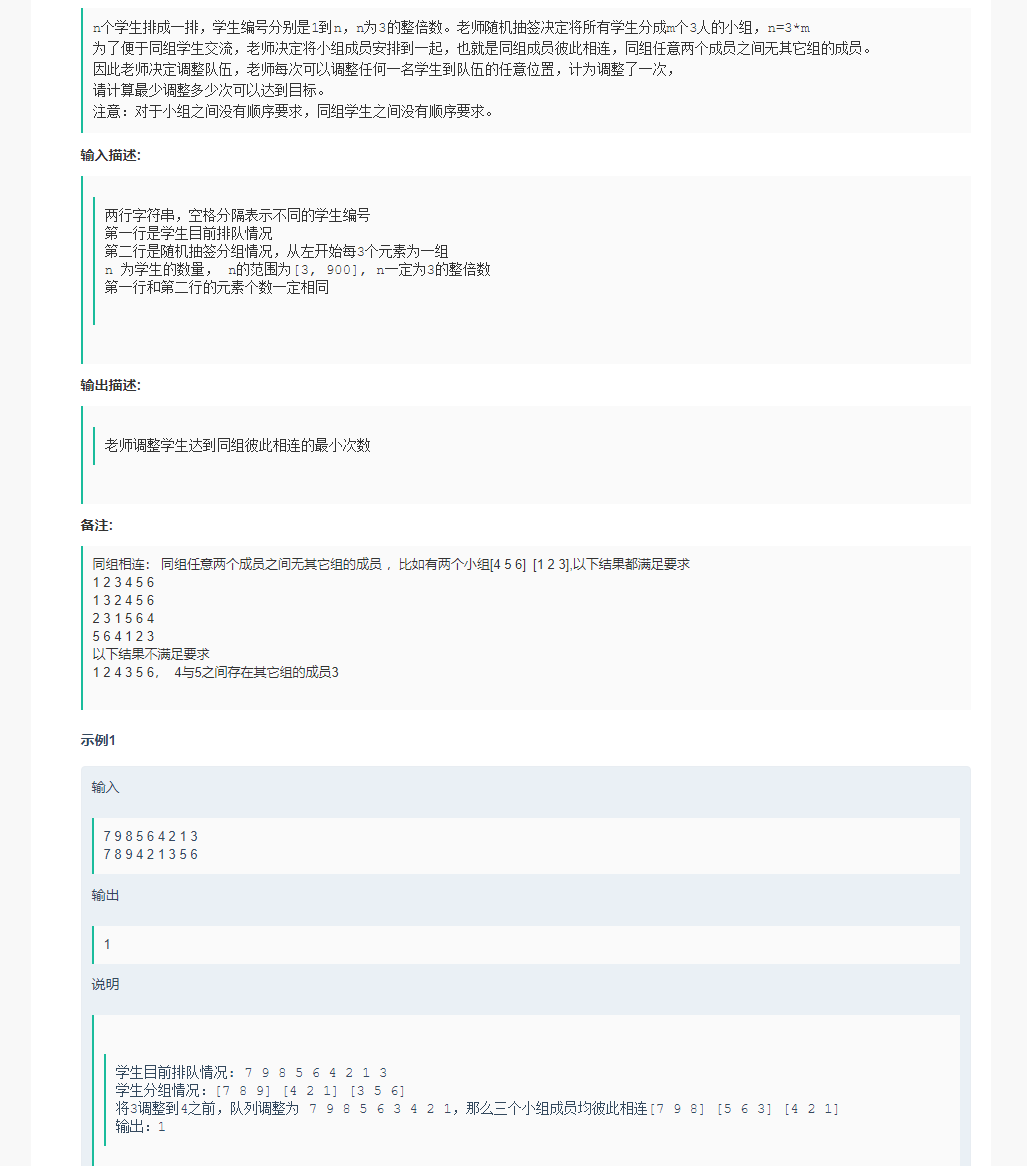 n个学生排成一排，学生编号分别是1到n，n为3的整倍数。老师随机抽签决定将所有学生分成m个3人的小组，n=3*m
为了便于同组学生交流，老师决定将小组成员安排到一起，也就是同组成员彼此相连，同组任意两个成员之间无其它组的成员。
因此老师决定调整队伍，老师每次可以调整任何一名学生到队伍的任意位置，计为调整了一次，
请计算最少调整多少次可以达到目标。
注意：对于小组之间没有顺序要求，同组学生之间没有顺序要求。
输入描述:
两行字符串，空格分隔表示不同的学生编号
第一行是学生目前排队情况
第二行是随机抽签分组情况，从左开始每3个元素为一组
n 为学生的数量， n的范围为[3, 900]，n一定为3的整倍数
第一行和第二行的元素个数一定相同
输出描述:
老师调整学生达到同组彼此相连的最小次数
备注:
同组相连： 同组任意两个成员之间无其它组的成员 ，比如有两个小组[4 5 6] [1 2 3],以下结果都满足要求
1 2 3 4 5 6
1 3 2 4 5 6
2 3 1 5 6 4
5 6 4 1 2 3
以下结果不满足要求
1 2 4 3 5 6， 4与5之间存在其它组的成员3
示例1
输入
7 9 8 5 6 4 2 1 3
7 8 9 4 2 1 3 5 6
输出
1
说明
学生目前排队情况: 7 9 8 5 6 4 2 1 3
学生分组情况：[7 8 9] [4 2 1] [3 5 6]
将3调整到4之前，队列调整为 7 9 8 5 6 3 4 2 1，那么三个小组成员均彼此相连[7 9 8] [5 6 3] [4 2 1]
输出：1